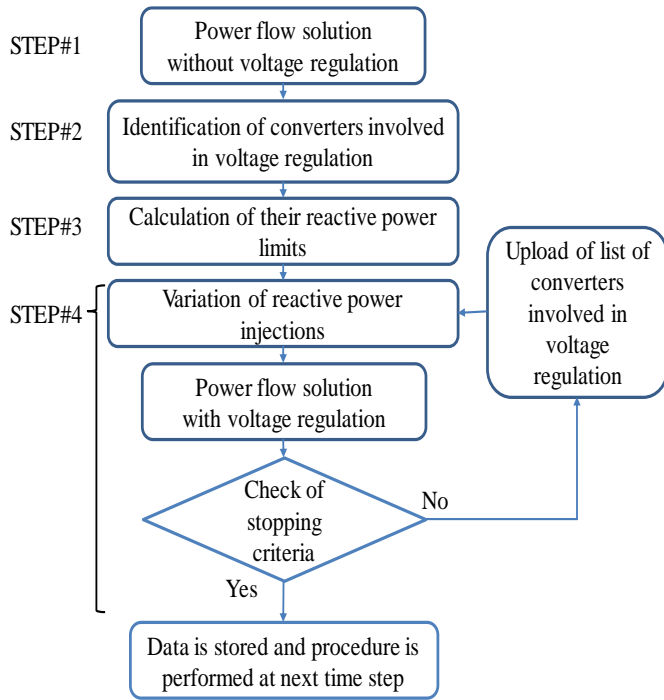 STEP#1
Power flow solution
without voltage regulation
STEP#2
Identification of converters involved
in voltage regulation
STEP#3
Calculation of their reactive power
limits
STEP#4
Variation of reactive power
injections
Upload of list of
converters
involved in
voltage
regulation
Power flow solution
with voltage regulation
Check of
stopping
criteria
No
Yes
Data is stored and procedure is
performed at next time step